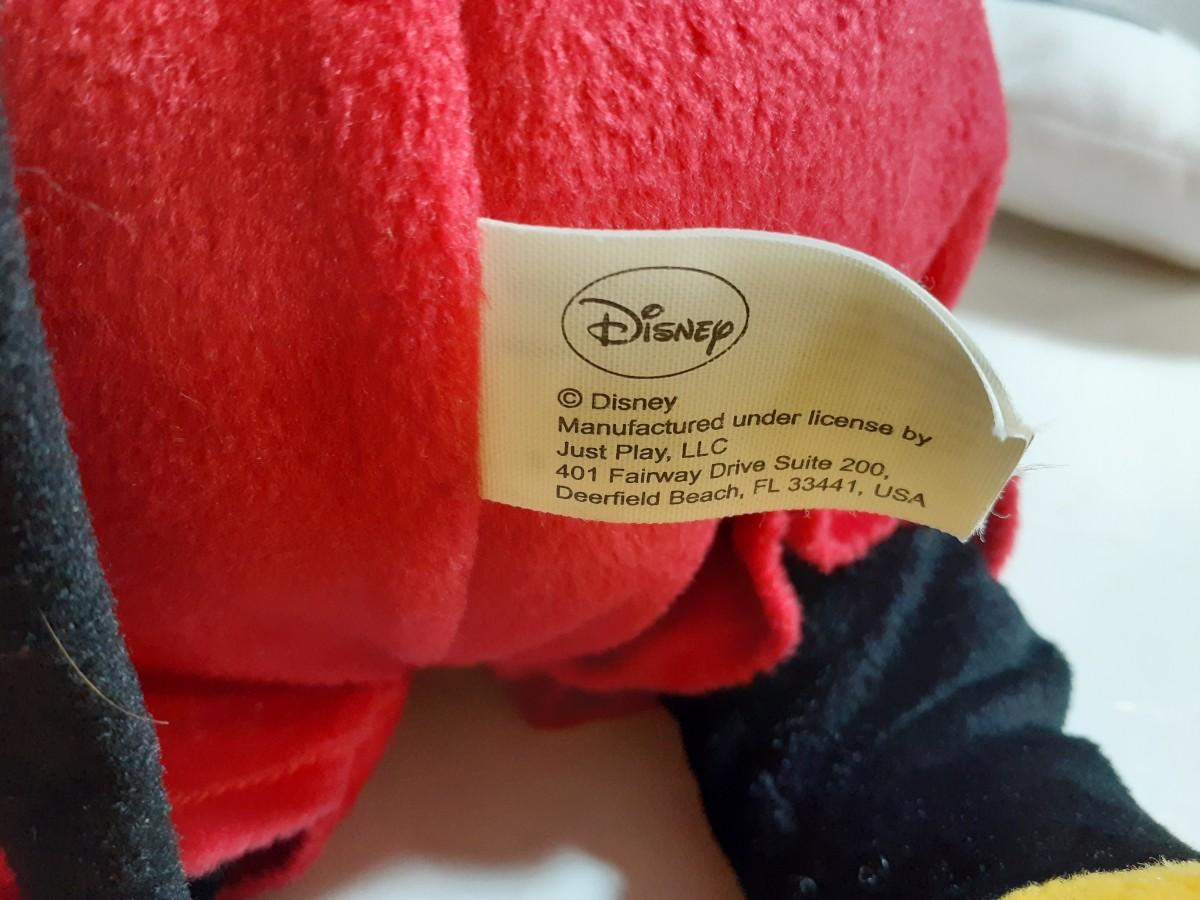 Disney
© Disney
Manufactured under license by
Just Play, LLC
401 Fairway Drive Suite 200,
Deerfield Beach, FL 33441, USA